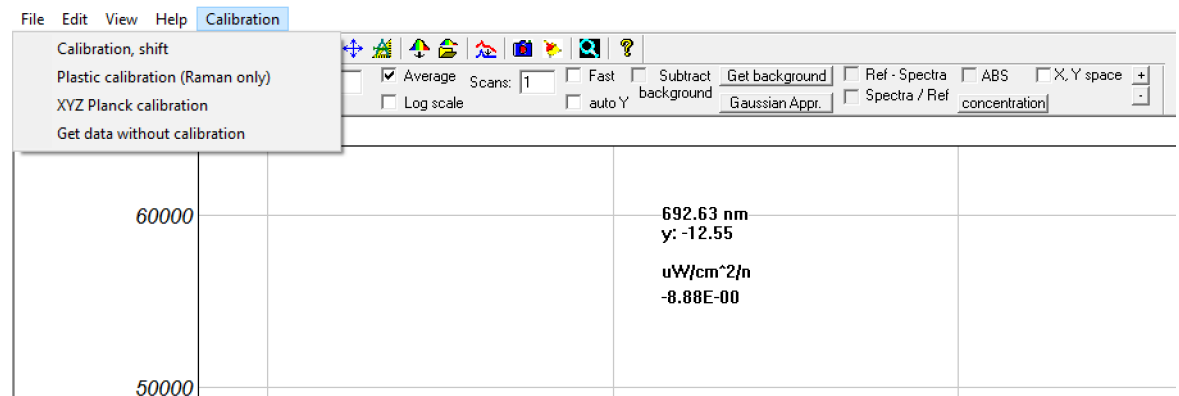 File Edit View Help Calibration
Calibration, shift
Plastic calibration (Raman only)
XYZ Planck calibration
Get data without calibration
Average Scans: 1 Fast Subtract background Get background Ref - Spectra ABS X, Y space +
Log scale auto Y Gaussian Appr. Spectra / Ref concentration -
60000
692.63 nm
y: -12.55
uW/cm^2/n
-8.88E-00
50000